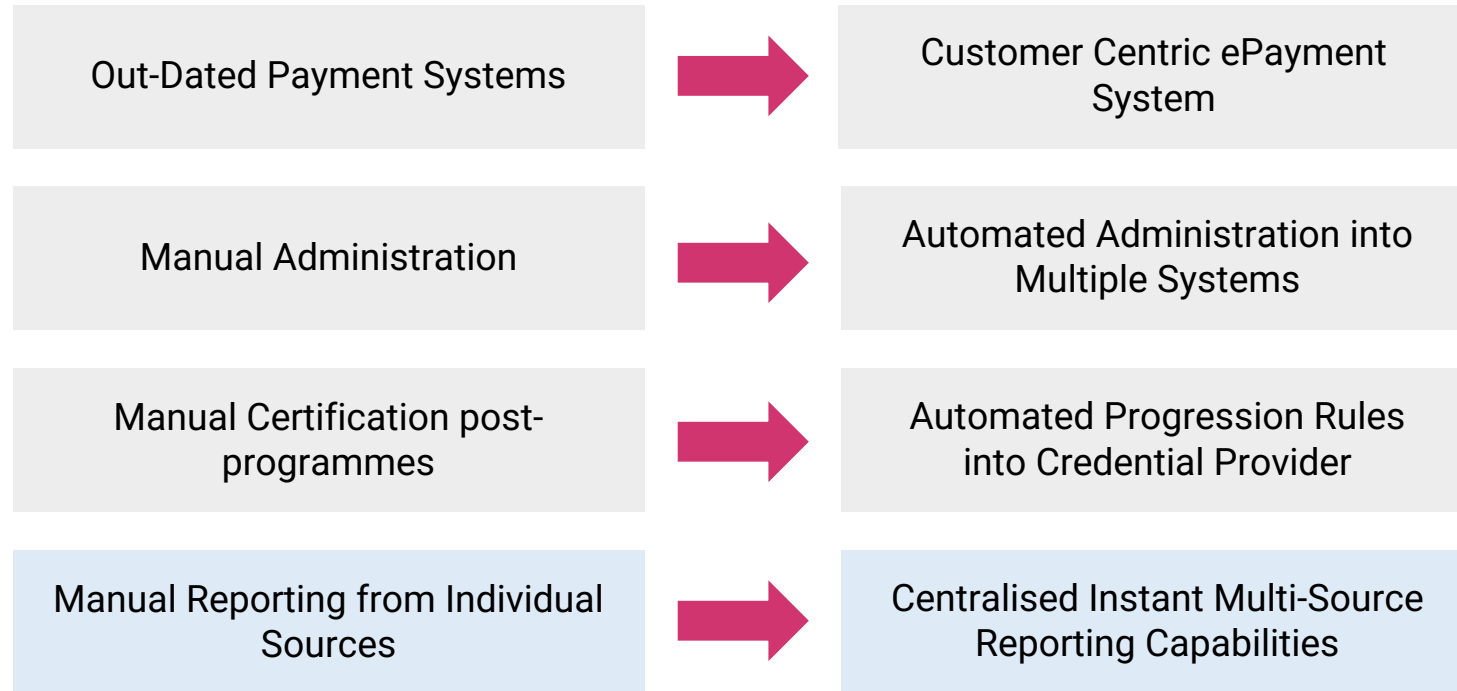 Out-Dated Payment Systems
Customer Centric ePayment
System
Manual Administration
Automated Administration into
Multiple Systems
Manual Certification post-
programmes
Automated Progression Rules
into Credential Provider
Manual Reporting from Individual
Sources
Centralised Instant Multi-Source
Reporting Capabilities